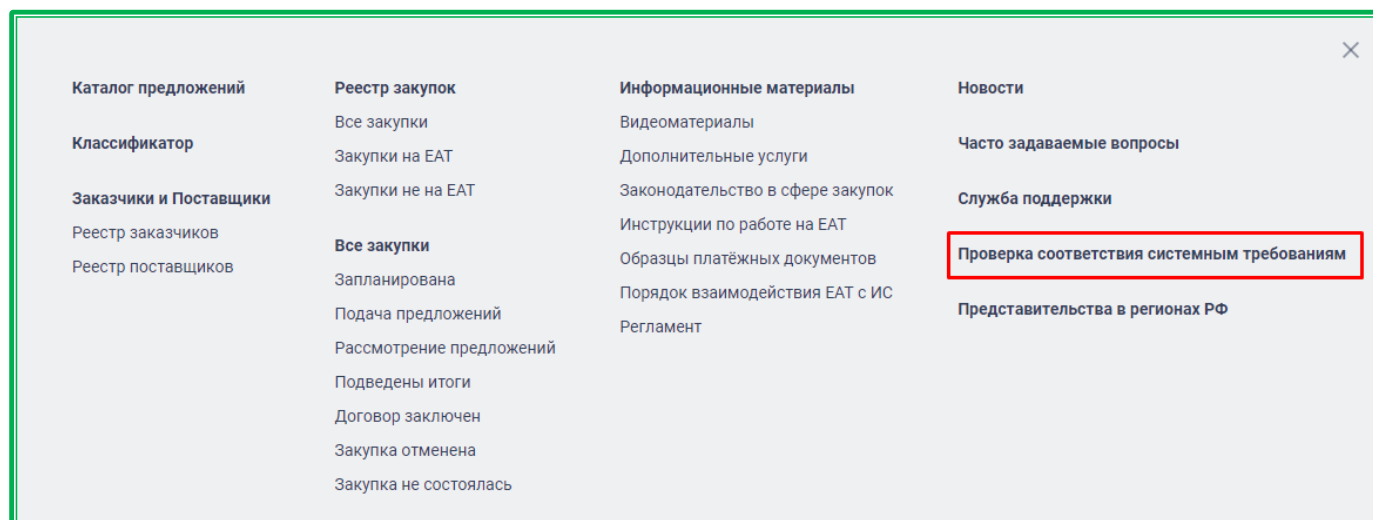 Каталог предложений
Классификатор
Заказчики и Поставщики
Реестр заказчиков
Реестр поставщиков
Реестр закупок
Все закупки
Закупки на ЕАТ
Закупки не на ЕАТ
Все закупки
Запланирована
Подача предложений
Рассмотрение предложений
Подведены итоги
Договор заключен
Закупка отменена
Закупка не состоялась
Информационные материалы
Видеоматериалы
Дополнительные услуги
Законодательство в сфере закупок
Инструкции по работе на ЕАТ
Образцы платёжных документов
Порядок взаимодействия ЕАТ с ИС
Регламент
Новости
Часто задаваемые вопросы
Служба поддержки
Проверка соответствия системным требованиям
Представительства в регионах РФ